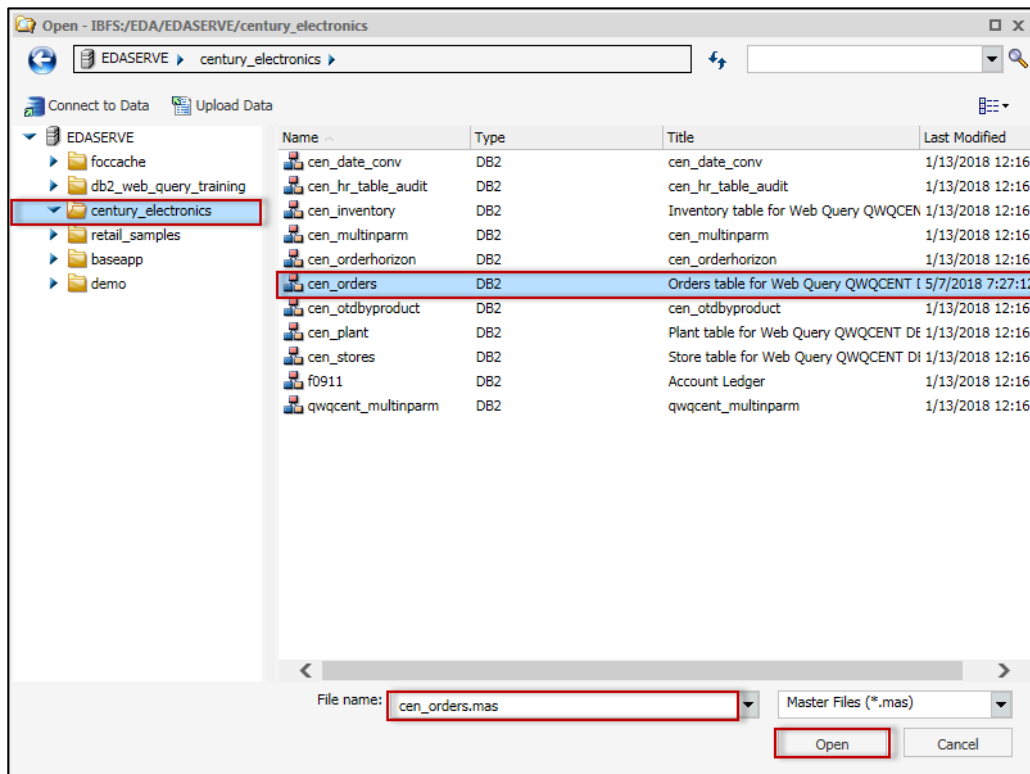 Open - IBFS:/EDA/EDASERVE/century_electronics
EDASERVE century_electronics
Connect to Data Upload Data
EDASERVE
foccache
db2_web_query_training
century_electronics
retail_samples
baseapp
demo
Name Type Title Last Modified
cen_date_conv DB2 cen_date_conv 1/13/2018 12:16
cen_hr_table_audit DB2 cen_hr_table_audit 1/13/2018 12:16
cen_inventory DB2 Inventory table for Web Query QWQCEN 1/13/2018 12:16
cen_multinparm DB2 cen_multinparm 1/13/2018 12:16
cen_orderhorizon DB2 cen_orderhorizon 1/13/2018 12:16
cen_orders DB2 Orders table for Web Query QWQCENT 5/7/2018 7:27:12
cen_otdbyproduct DB2 cen_otdbyproduct 1/13/2018 12:16
cen_plant DB2 Plant table for Web Query QWQCENT DE 1/13/2018 12:16
cen_stores DB2 Store table for Web Query QWQCENT 1/13/2018 12:16
f0911 DB2 Account Ledger 1/13/2018 12:16
qwqcent_multinparm DB2 qwqcent_multinparm 1/13/2018 12:16
File name: cen_orders.mas Master Files (*.mas)
Open Cancel